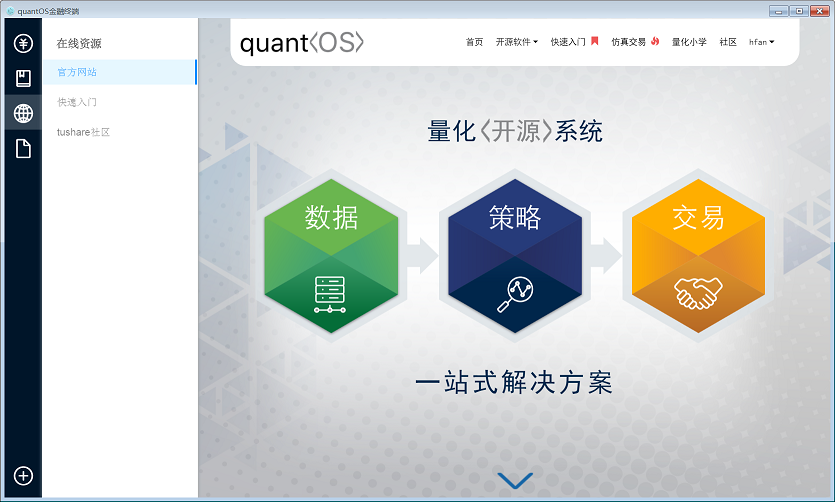 quantOS金融终端
在线资源
官方网站
快速入门
tushare社区
quant〈OS〉
首页 开源软件 快速入门 仿真交易 量化小学 社区 hfan
量化〈开源〉系统
数据 策略 交易
一站式解决方案